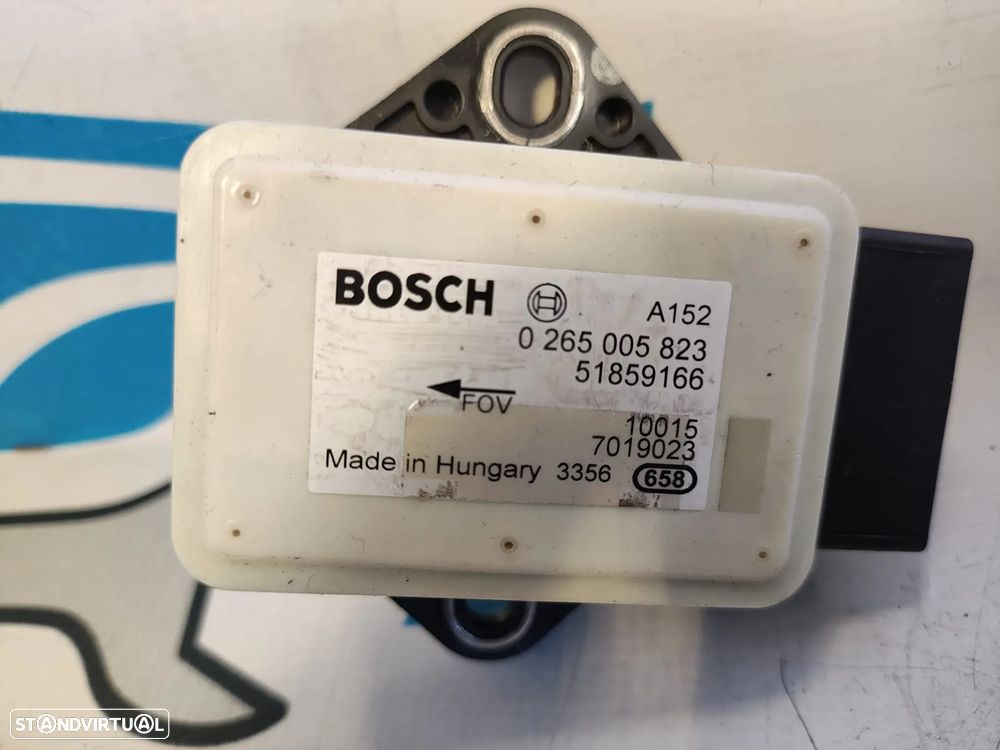 BOSCH
A152
0 265 005 823
51859166
FOV
10015
7019023
Made in Hungary 3356 658
STANDVIRTUAL